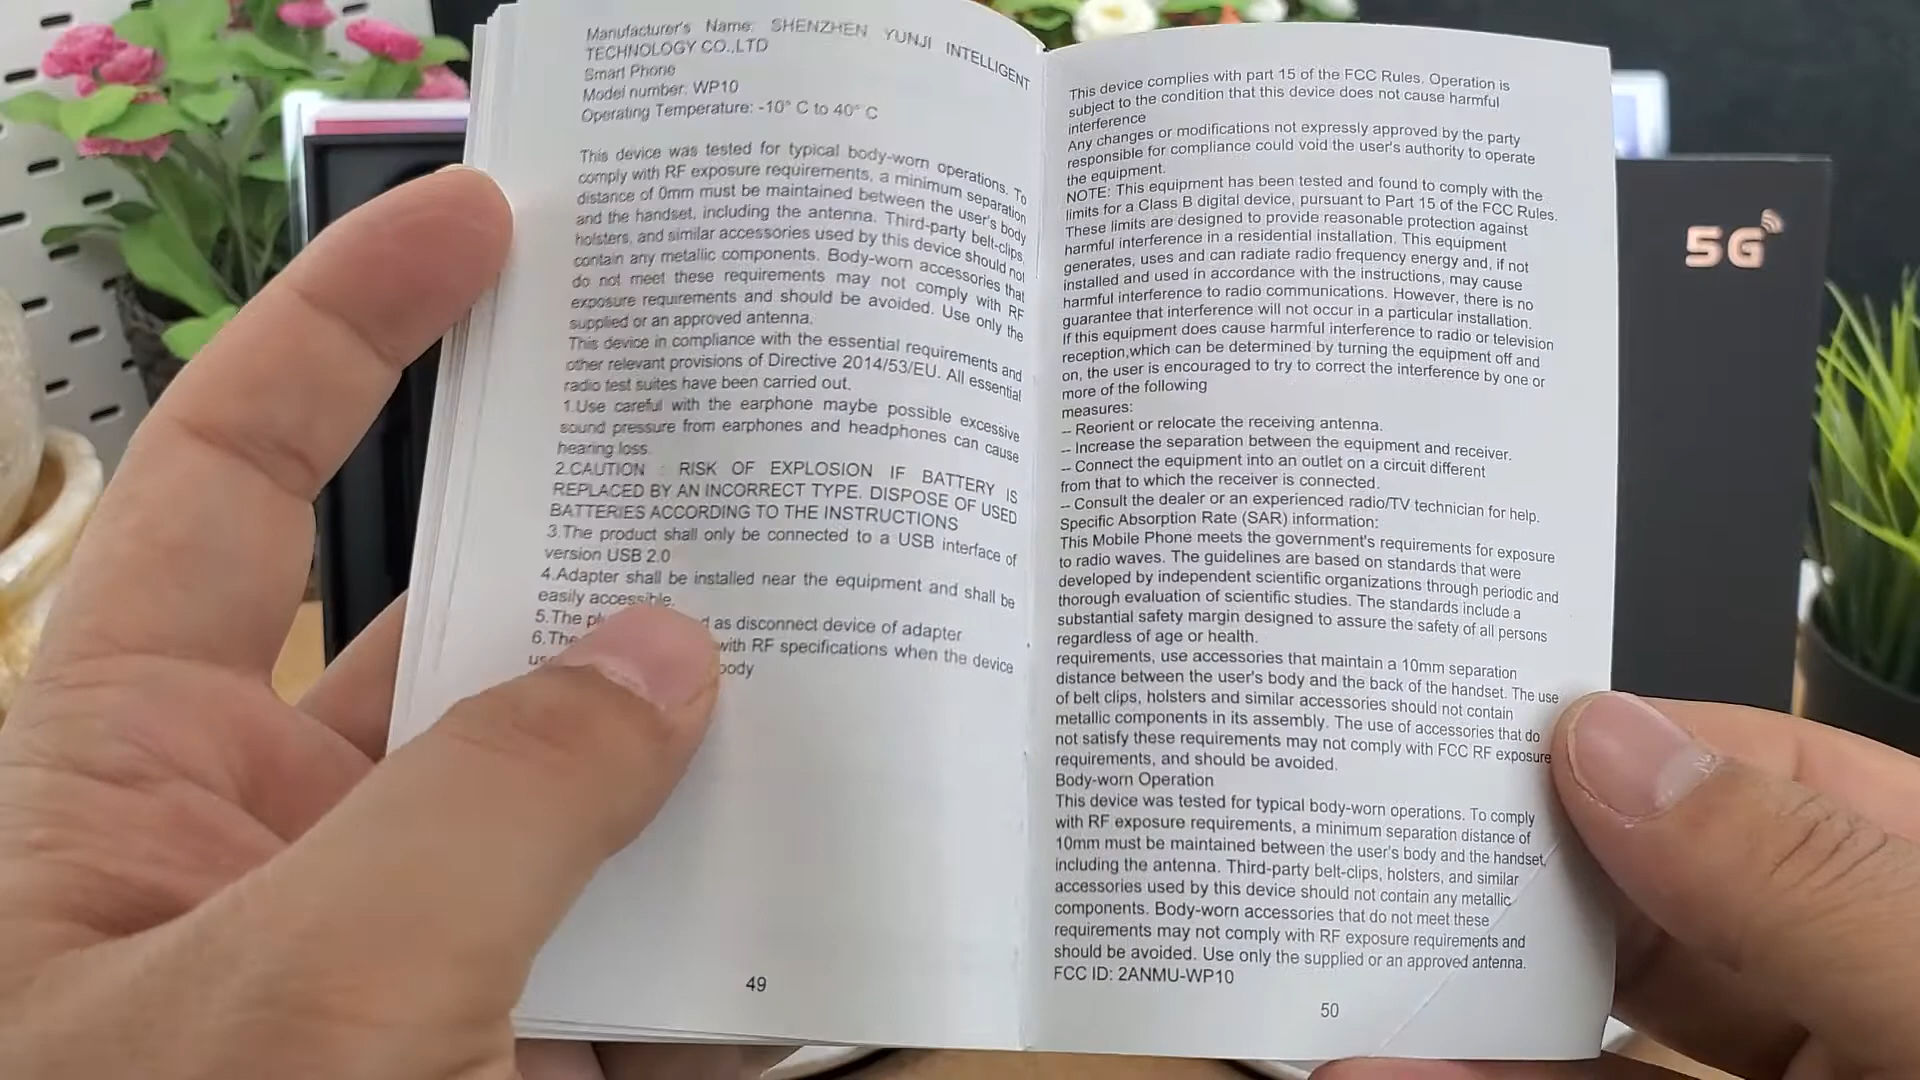 Manufacturer's Name: SHENZHEN YUNJI INTELLIGENT
TECHNOLOGY CO.,LTD
Smart Phone
Model number: WP10
Operating Temperature: -10° C to 40° C
This device was tested for typical body-worn operations. To
comply with RF exposure requirements, a minimum separation
distance of 0mm must be maintained between the user's body
and the handset, including the antenna. Third-party belt-clips,
holsters, and similar accessories used by this device should not
contain any metallic components. Body-worn accessories that
do not meet these requirements may not comply with RF
exposure requirements and should be avoided. Use only the
supplied or an approved antenna.
This device in compliance with the essential requirements and
other relevant provisions of Directive 2014/53/EU. All essential
radio test suites have been carried out.
1.Use careful with the earphone maybe possible excessive
sound pressure from earphones and headphones can cause
hearing loss.
2.CAUTION : RISK OF EXPLOSION IF BATTERY IS
REPLACED BY AN INCORRECT TYPE. DISPOSE OF USED
BATTERIES ACCORDING TO THE INSTRUCTIONS
3.The product shall only be connected to a USB interface of
version USB 2.0
4.Adapter shall be installed near the equipment and shall be
easily accessible.
5.The as disconnect device of adapter
6.The with RF specifications when the device
body
49
This device complies with part 15 of the FCC Rules. Operation is
subject to the condition that this device does not cause harmful
interference
Any changes or modifications not expressly approved by the party
responsible for compliance could void the user's authority to operate
the equipment.
NOTE: This equipment has been tested and found to comply with the
limits for a Class B digital device, pursuant to Part 15 of the FCC Rules.
These limits are designed to provide reasonable protection against
harmful interference in a residential installation. This equipment
generates, uses and can radiate radio frequency energy and, if not
installed and used in accordance with the instructions, may cause
harmful interference to radio communications. However, there is no
guarantee that interference will not occur in a particular installation.
If this equipment does cause harmful interference to radio or television
reception,which can be determined by turning the equipment off and
on, the user is encouraged to try to correct the interference by one or
more of the following
measures:
-- Reorient or relocate the receiving antenna.
-- Increase the separation between the equipment and receiver.
-- Connect the equipment into an outlet on a circuit different
from that to which the receiver is connected.
-- Consult the dealer or an experienced radio/TV technician for help.
Specific Absorption Rate (SAR) information:
This Mobile Phone meets the government's requirements for exposure
to radio waves. The guidelines are based on standards that were
developed by independent scientific organizations through periodic and
thorough evaluation of scientific studies. The standards include a
substantial safety margin designed to assure the safety of all persons
regardless of age or health.
requirements, use accessories that maintain a 10mm separation
distance between the user's body and the back of the handset. The use
of belt clips, holsters and similar accessories should not contain
metallic components in its assembly. The use of accessories that do
not satisfy these requirements may not comply with FCC RF exposure
requirements, and should be avoided.
Body-worn Operation
This device was tested for typical body-worn operations. To comply
with RF exposure requirements, a minimum separation distance of
10mm must be maintained between the user's body and the handset,
including the antenna. Third-party belt-clips, holsters, and similar
accessories used by this device should not contain any metallic
components. Body-worn accessories that do not meet these
requirements may not comply with RF exposure requirements and
should be avoided. Use only the supplied or an approved antenna.
FCC ID: 2ANMU-WP10
50
5G